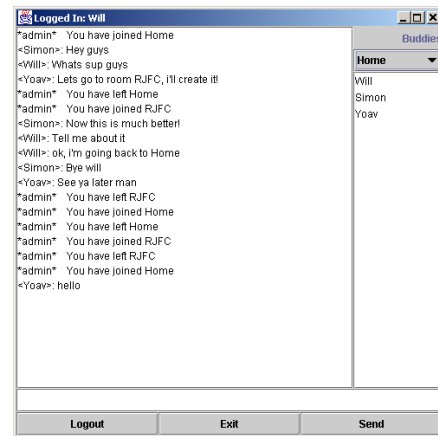 Logged In: Will
Buddies
Home
*admin*   You have joined Home
<Simon>: Hey guys
<Will>: Whats sup guys
<Yoav>: Lets go to room RJFC, i'll create it!
*admin*   You have left Home
*admin*   You have joined RJFC
<Simon>: Now this is much better!
<Will>: Tell me about it
<Will>: ok, i'm going back to Home
<Simon>: Bye will
<Yoav>: See ya later man
*admin*   You have left RJFC
*admin*   You have joined Home
*admin*   You have left Home
*admin*   You have joined RJFC
*admin*   You have left RJFC
*admin*   You have joined Home
<Yoav>: hello
Will
Simon
Yoav
Logout Exit Send